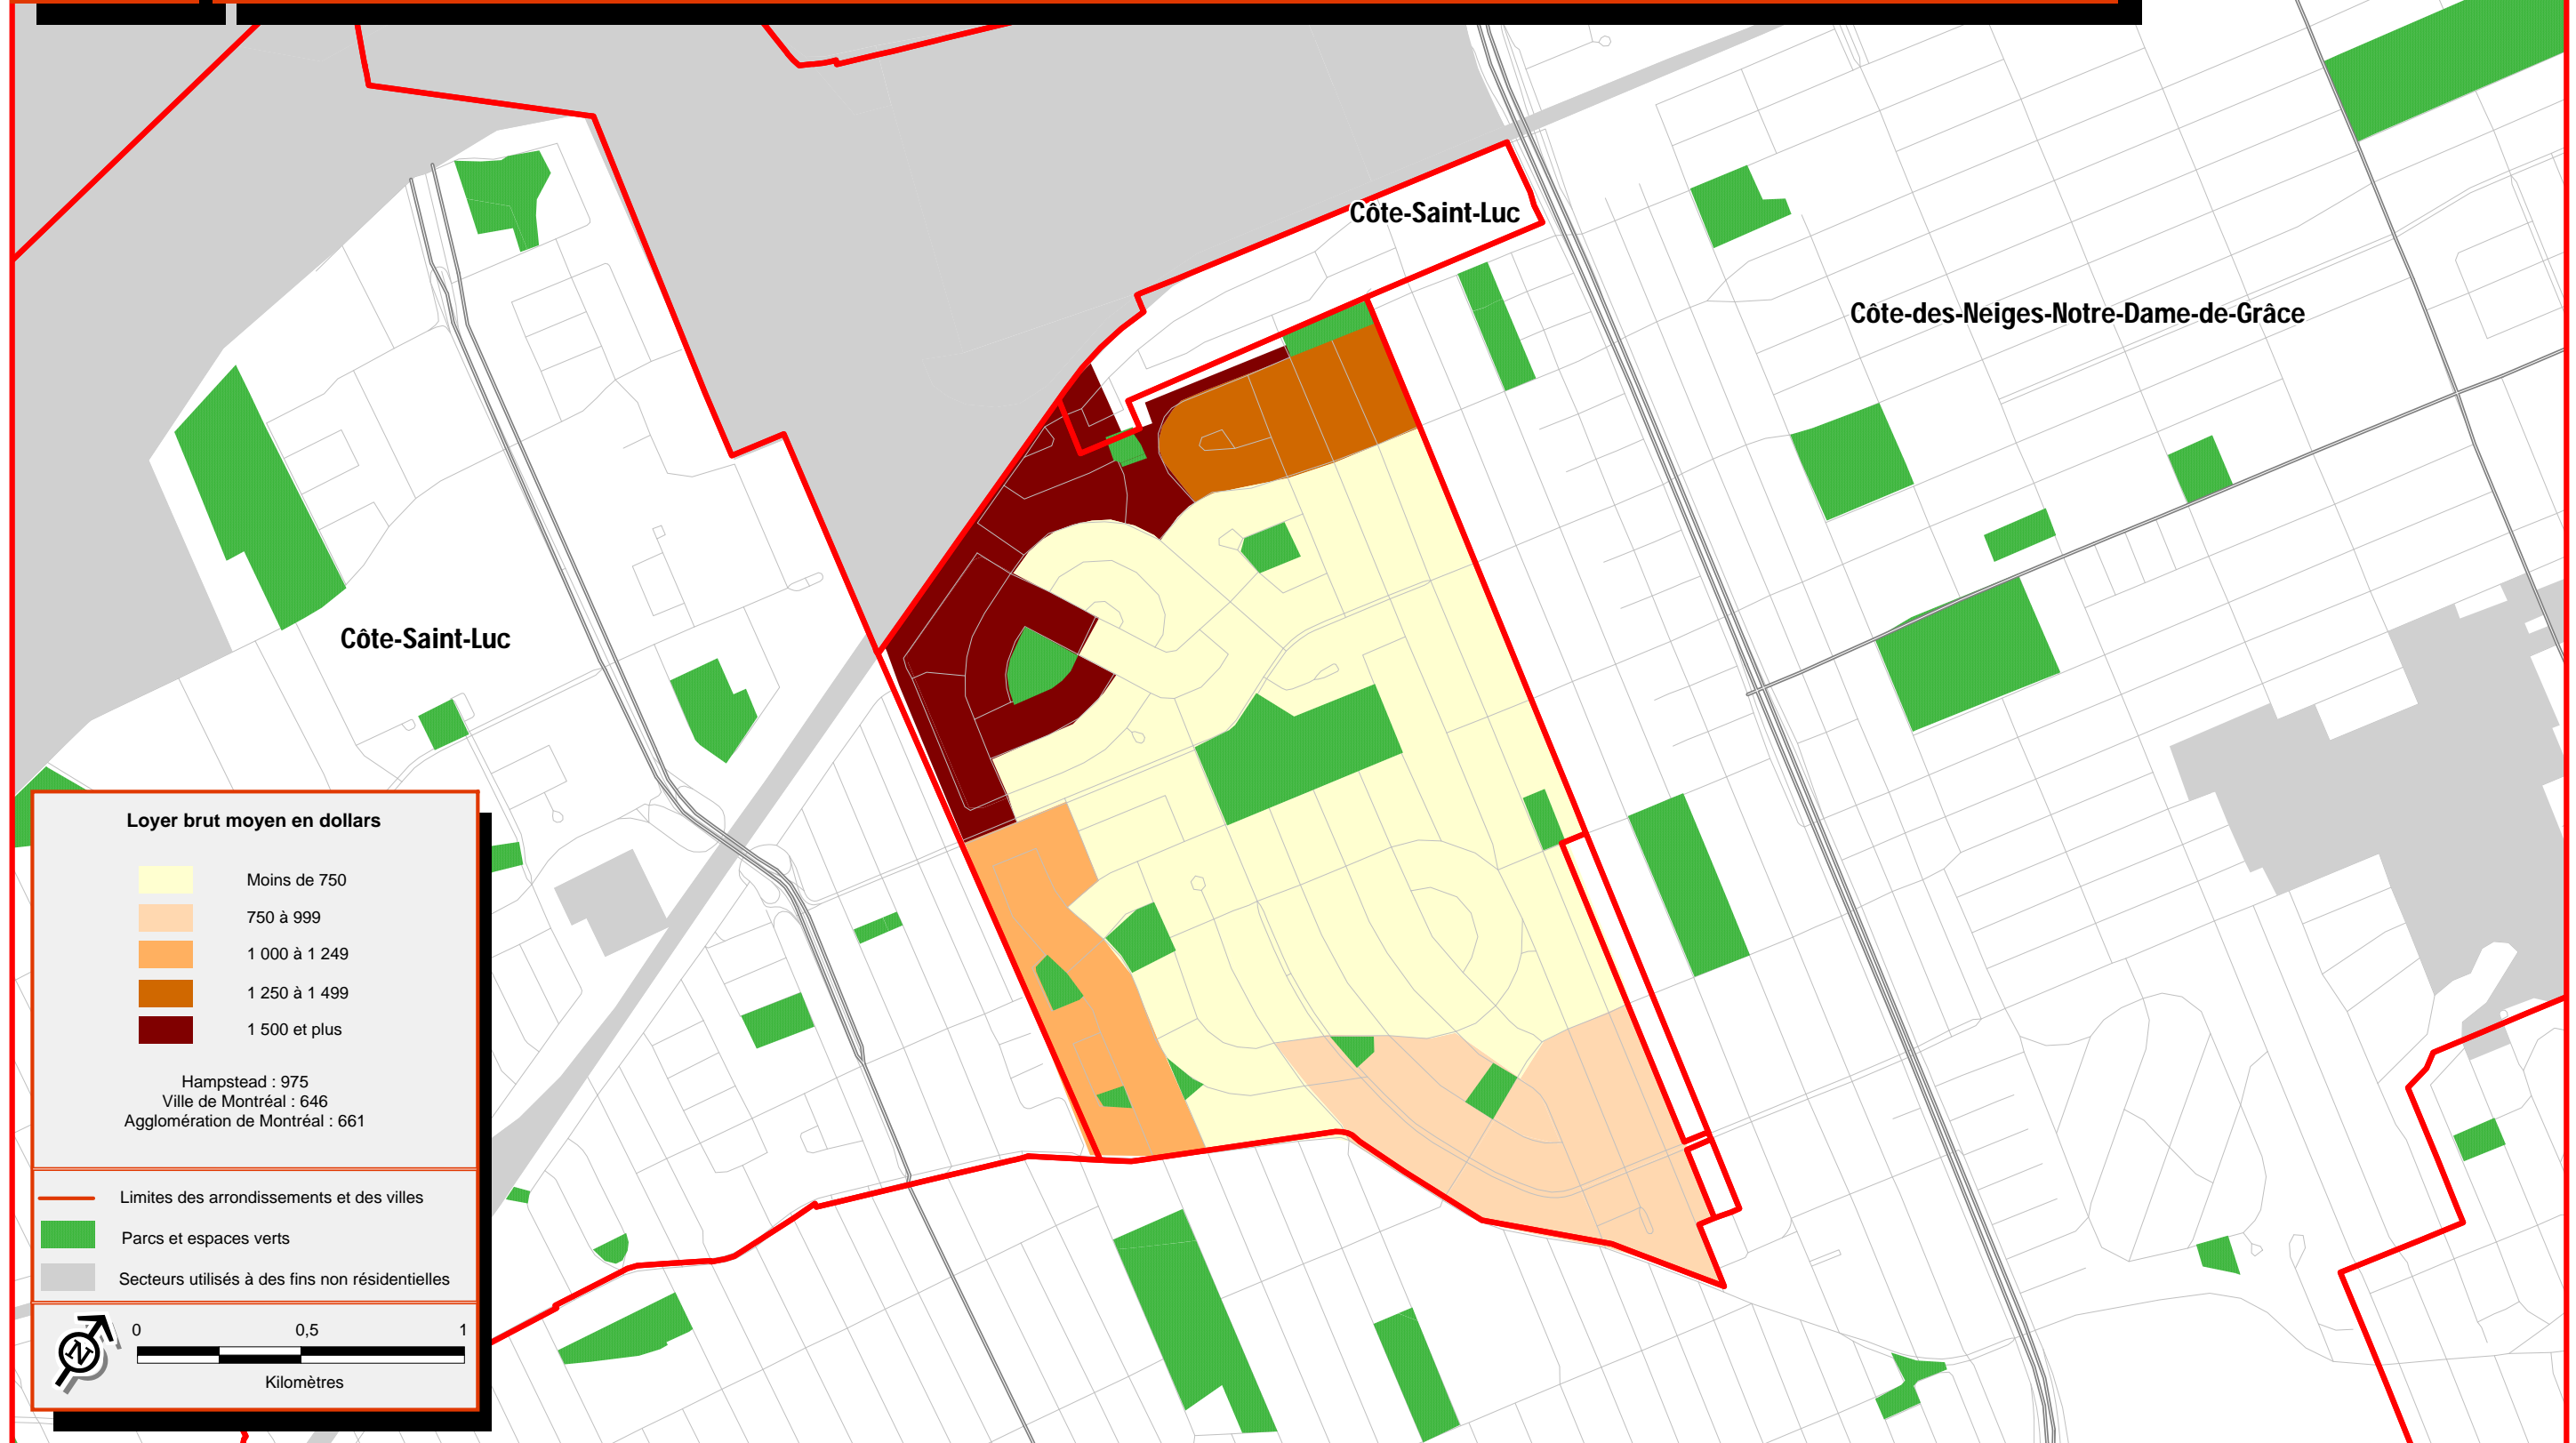 Côte-Saint-Luc
Côte-des-Neiges-Notre-Dame-de-Grâce
Côte-Saint-Luc
Loyer brut moyen en dollars
Moins de 750
750 à 999
1 000 à 1 249
1 250 à 1 499
1 500 et plus
Hampstead : 975
Ville de Montréal : 646
Agglomération de Montréal : 661
Limites des arrondissements et des villes
Parcs et espaces verts
Secteurs utilisés à des fins non résidentielles
N
0 0,5 1
Kilomètres